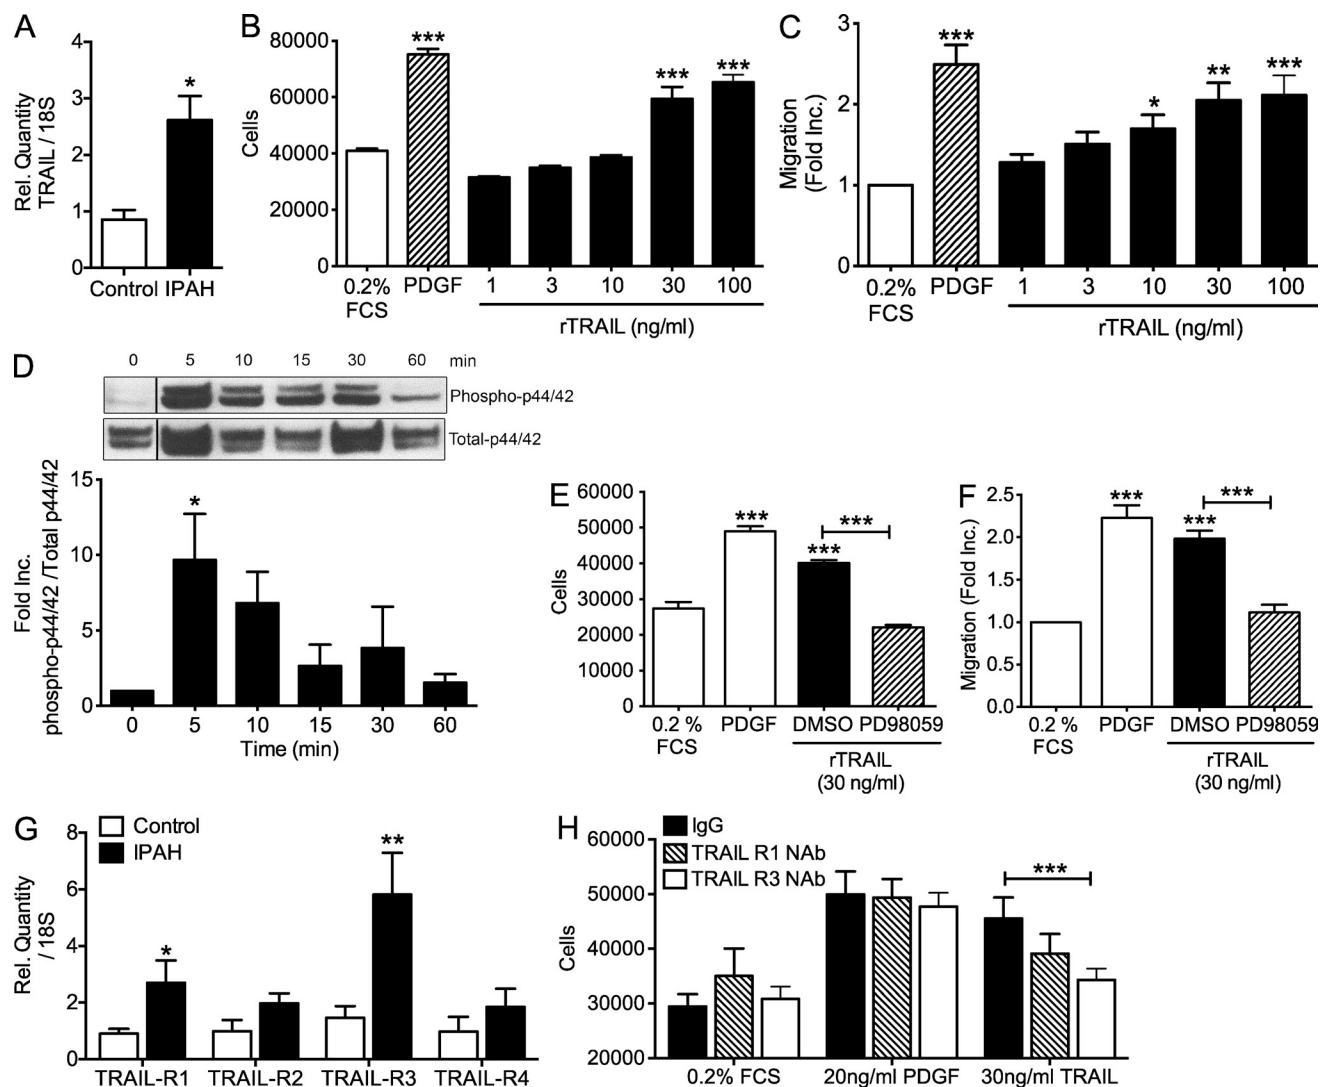 A
Rel. Quantity
TRAIL / 18S
4
3
2
1
0
*
Control IPAH
B
Cells
80000
60000
40000
20000
0
***
***
***
0.2%
FCS
PDGF
1 3 10 30 100
rTRAIL (ng/ml)
C
Migration
(Fold Inc.)
3
2
1
0
***
*
**
***
0.2%
FCS
PDGF
1 3 10 30 100
rTRAIL (ng/ml)
D
0 5 10 15 30 60 min
Phospho-p44/42
Total-p44/42
Fold Inc.
phospho-p44/42 /Total p44/42
15
10
5
0
*
0 5 10 15 30 60
Time (min)
E
Cells
60000
50000
40000
30000
20000
10000
0
***
***
***
0.2 %
FCS
PDGF
DMSO PD98059
rTRAIL
(30 ng/ml)
F
Migration (Fold Inc.)
2.5
2.0
1.5
1.0
0.5
0.0
***
***
***
0.2 %
FCS
PDGF
DMSO PD98059
rTRAIL
(30 ng/ml)
G
Control
IPAH
Rel. Quantity
/ 18S
8
6
4
2
0
*
**
TRAIL-R1 TRAIL-R2 TRAIL-R3 TRAIL-R4
H
IgG
TRAIL R1 NAb
TRAIL R3 NAb
Cells
60000
50000
40000
30000
20000
***
0.2% FCS 20ng/ml PDGF 30ng/ml TRAIL